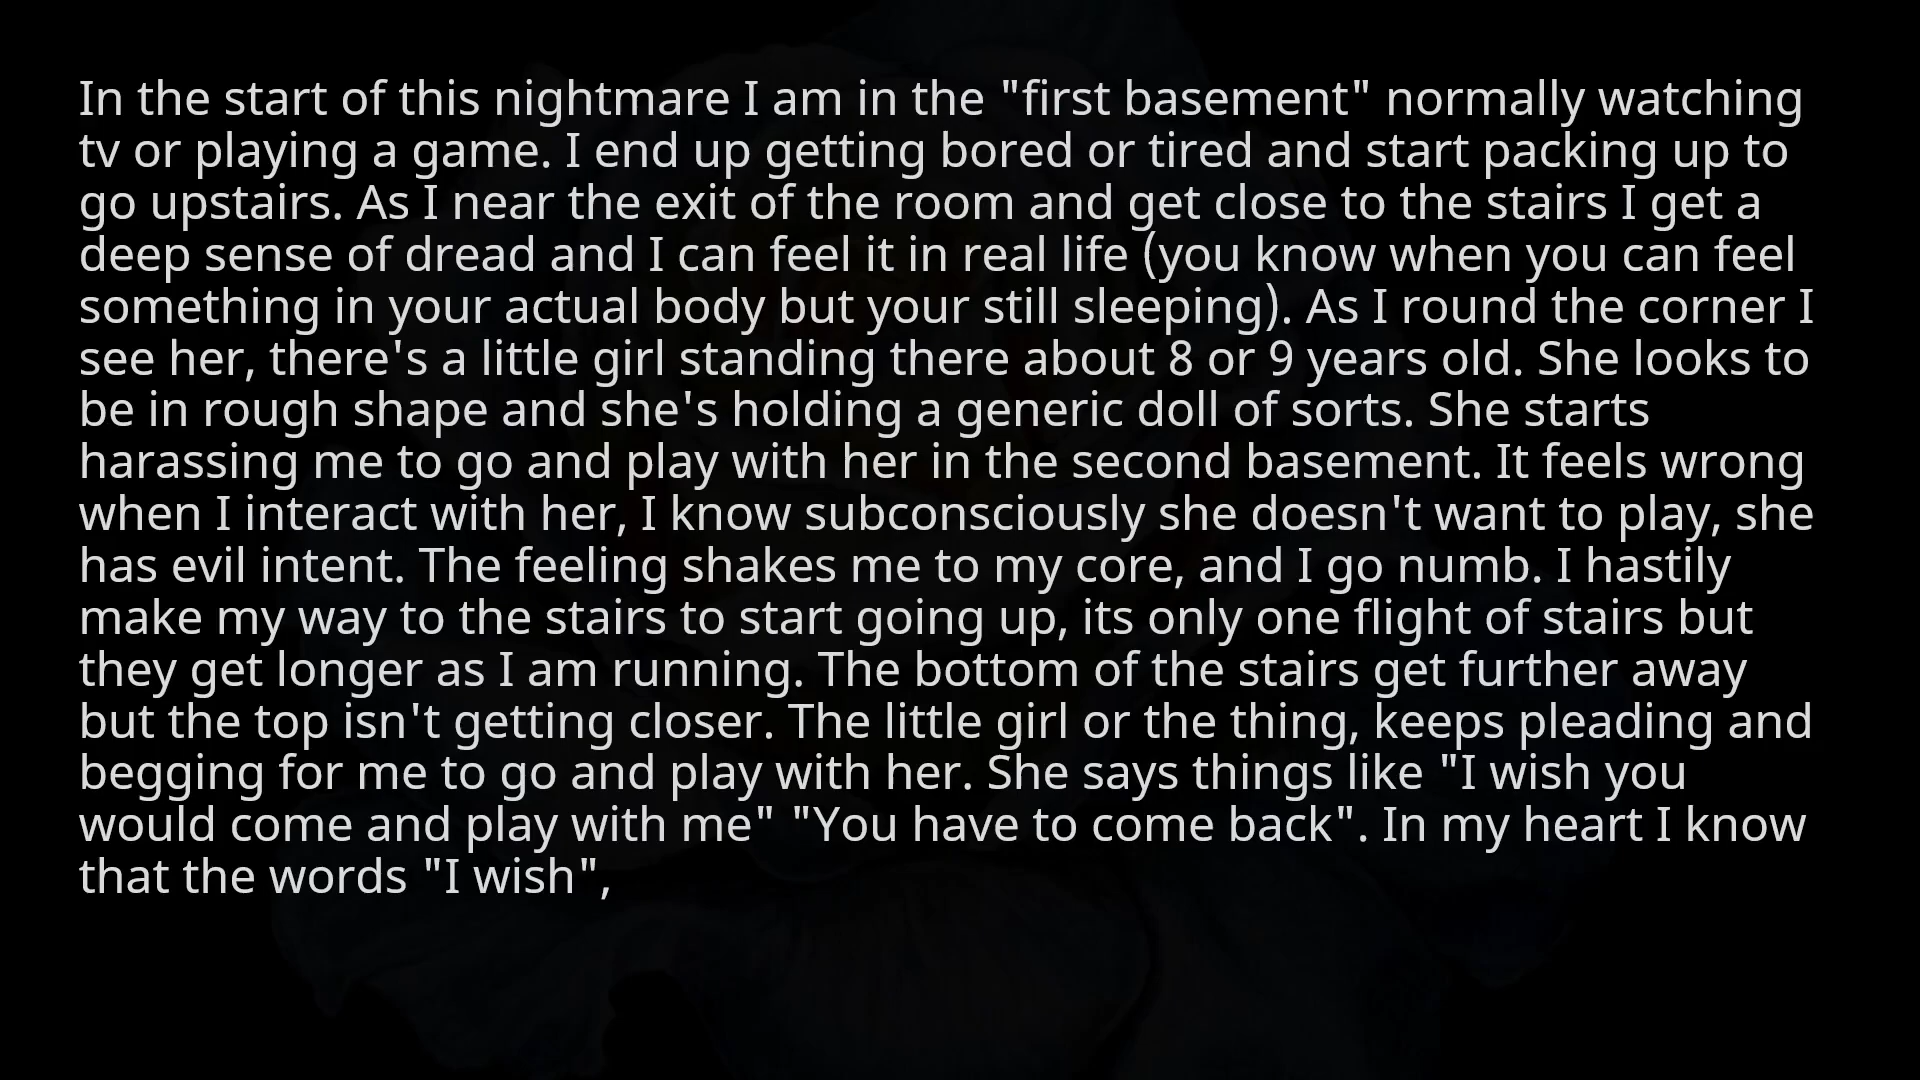 In the start of this nightmare I am in the "first basement" normally watching
tv or playing a game. I end up getting bored or tired and start packing up to
go upstairs. As I near the exit of the room and get close to the stairs I get a
deep sense of dread and I can feel it in real life (you know when you can feel
something in your actual body but your still sleeping). As I round the corner I
see her, there's a little girl standing there about 8 or 9 years old. She looks to
be in rough shape and she's holding a generic doll of sorts. She starts
harassing me to go and play with her in the second basement. It feels wrong
when I interact with her, I know subconsciously she doesn't want to play, she
has evil intent. The feeling shakes me to my core, and I go numb. I hastily
make my way to the stairs to start going up, its only one flight of stairs but
they get longer as I am running. The bottom of the stairs get further away
but the top isn't getting closer. The little girl or the thing, keeps pleading and
begging for me to go and play with her. She says things like "I wish you
would come and play with me" "You have to come back". In my heart I know
that the words "I wish",